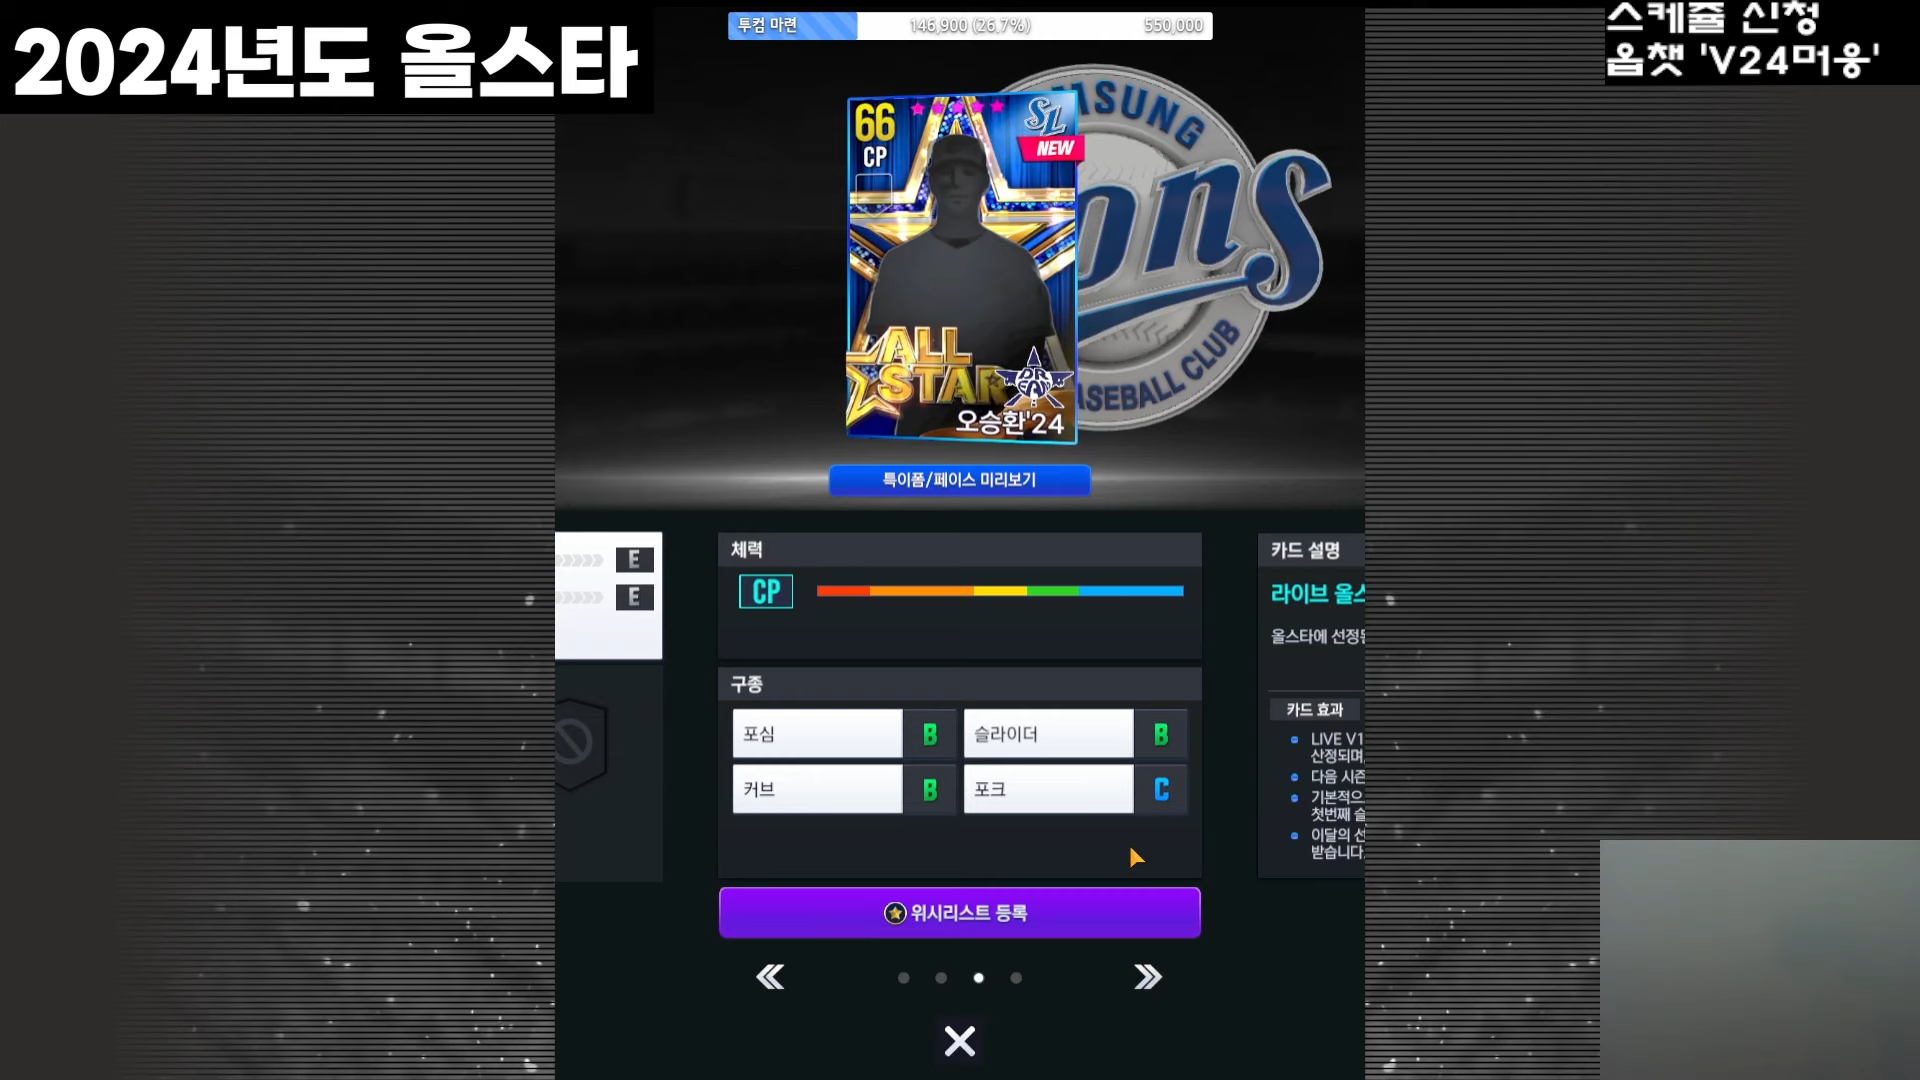 2024년도 올스타
투컴 마련
146,900 (26.7%)
550,000
스케쥴 신청
옵챗 'V24머옹'
66
CP
SL
NEW
SAMSUNG
Lions
BASEBALL CLUB
ALL
STAR
DREAM
오승환'24
특이폼/페이스 미리보기
E
E
체력
CP
구종
포심
B
슬라이더
B
커브
B
포크
C
카드 설명
라이브 올스
올스타에 선정된
카드 효과
LIVE V1
산정되며,
다음 시즌
기본적으
첫번째 슬
이달의 선
받습니다.
위시리스트 등록